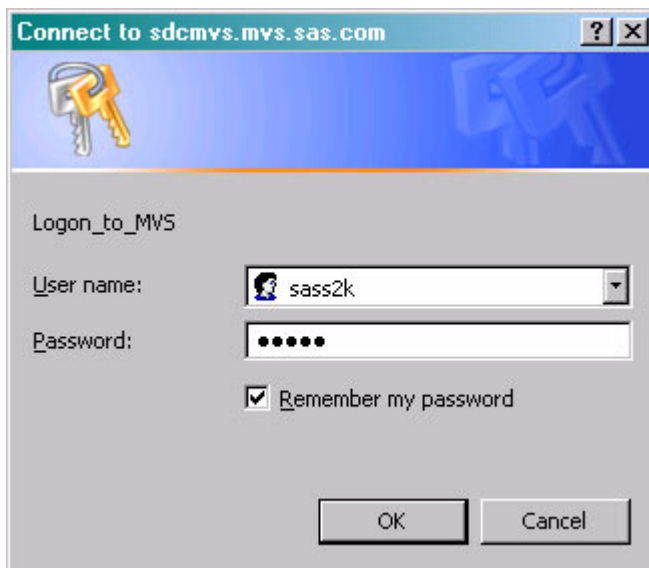 Connect to sdcmvs.mvs.sas.com
Logon_to_MVS
User name:
sass2k
Password:
●●●●●
Remember my password
OK
Cancel